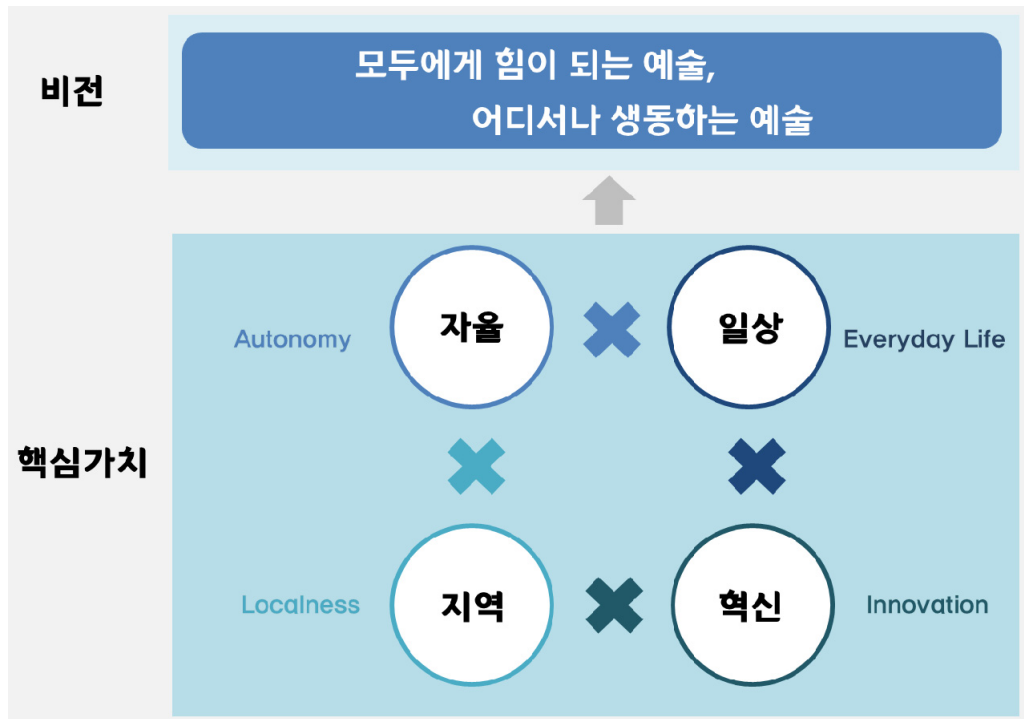 비전
모두에게 힘이 되는 예술,
어디서나 생동하는 예술
핵심가치
Autonomy
자율
일상
Everyday Life
Localness
지역
혁신
Innovation